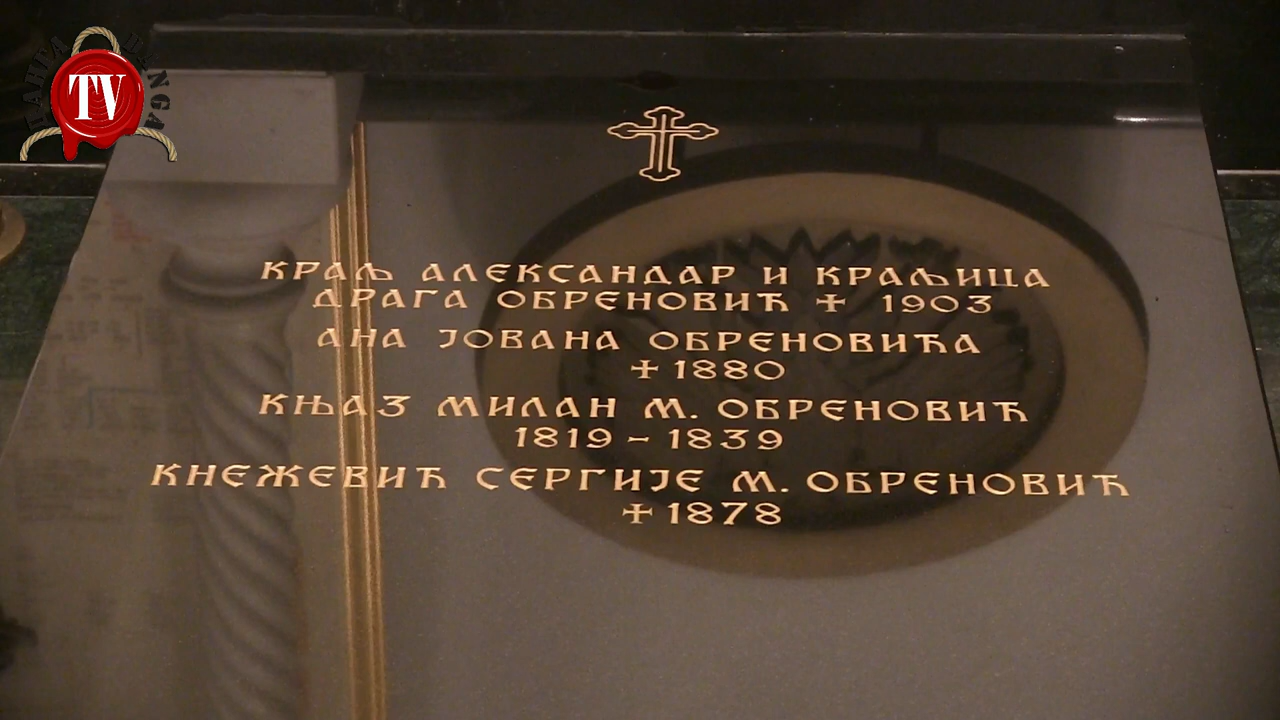 TV
КРАЉ АЛЕКСАНДАР И КРАЉИЦА
ДРАГА ОБРЕНОВИЋ ✝ 1903
АНА ЈОВАНА ОБРЕНОВИЋА
✝ 1880
КЊАЗ МИЛАН М. ОБРЕНОВИЋ
1819 - 1839
КНЕЖЕВИЋ СЕРГИЈЕ М. ОБРЕНОВИЋ
✝ 1878